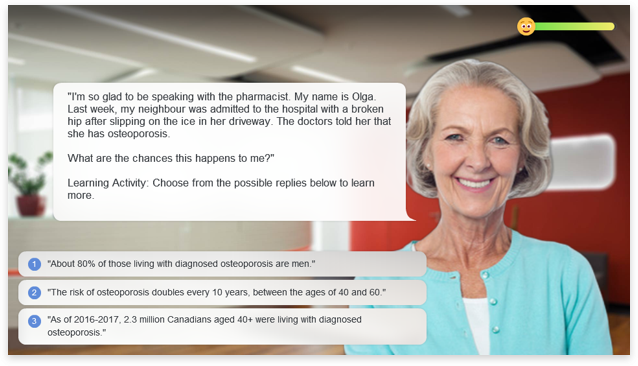 "I'm so glad to be speaking with the pharmacist. My name is Olga.
Last week, my neighbour was admitted to the hospital with a broken
hip after slipping on the ice in her driveway. The doctors told her that
she has osteoporosis.
What are the chances this happens to me?"
Learning Activity: Choose from the possible replies below to learn
more.
1 "About 80% of those living with diagnosed osteoporosis are men."
2 "The risk of osteoporosis doubles every 10 years, between the ages of 40 and 60."
3 "As of 2016-2017, 2.3 million Canadians aged 40+ were living with diagnosed
osteoporosis."